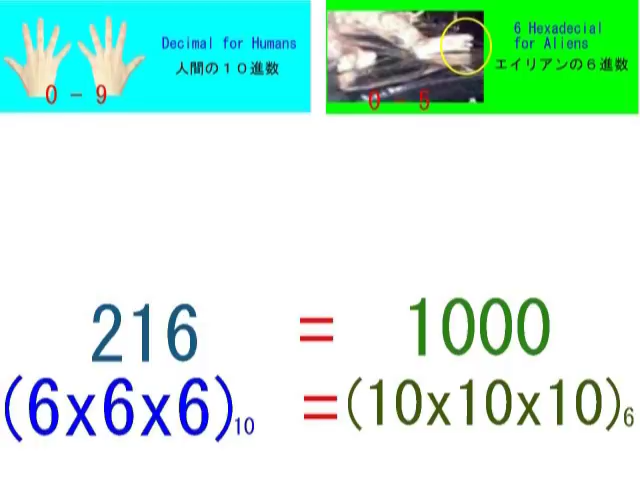 Decimal for Humans
人間の１０進数
0 - 9
6 Hexadecial
for Aliens
エイリアンの６進数
0 - 5
216 = 1000
(6x6x6)10 =(10x10x10)6